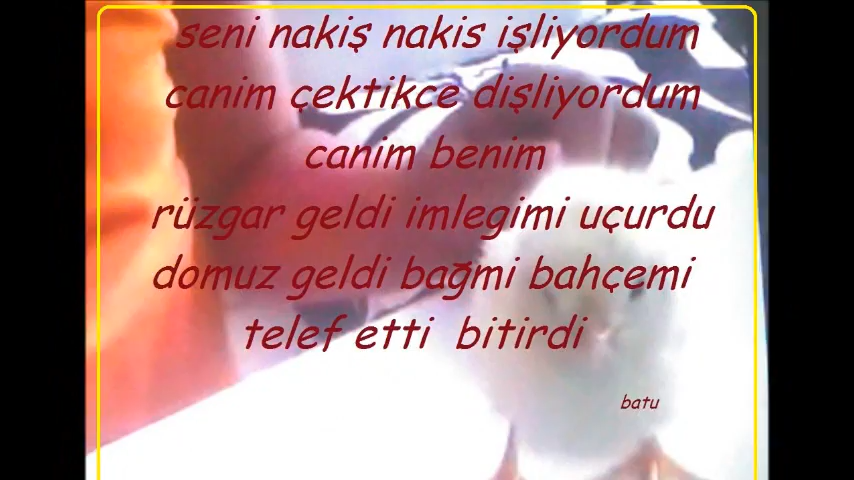 seni nakiş nakis işliyordum
canim çektikce dişliyordum
canim benim
rüzgar geldi imlegimi uçurdu
domuz geldi bağmi bahçemi
telef etti bitirdi
batu